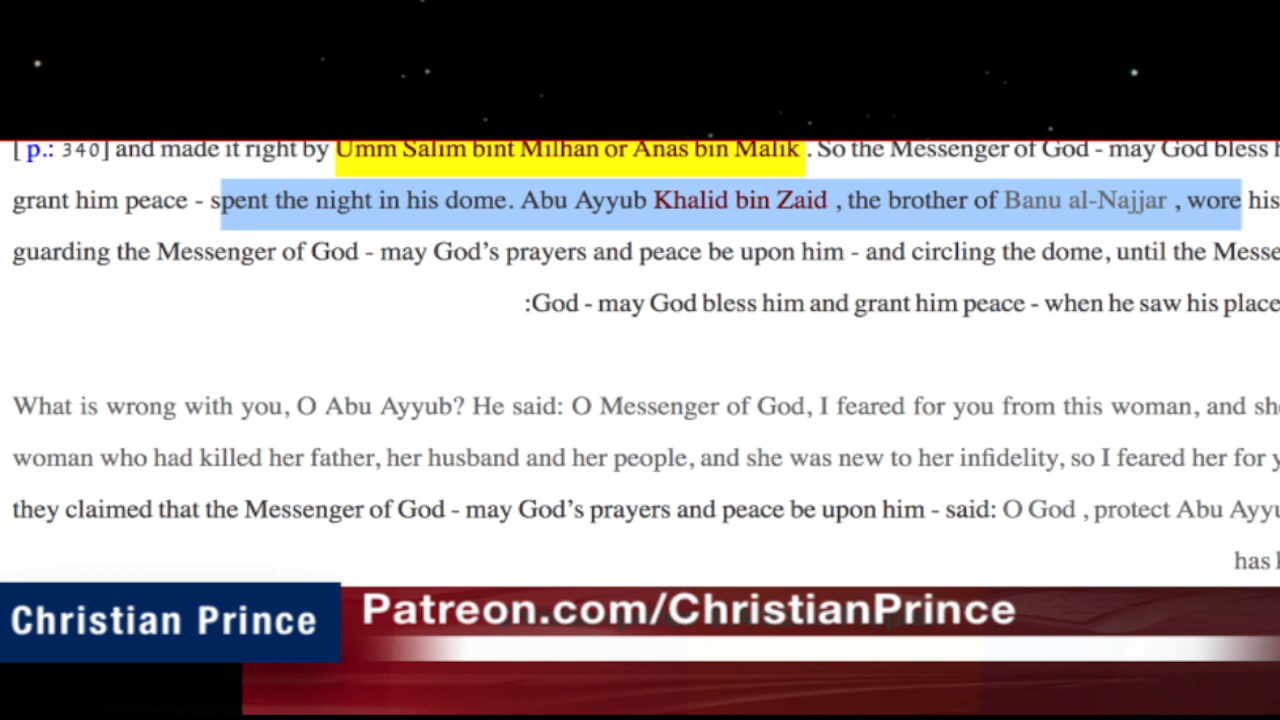 [ p.: 340] and made it right by Umm Salim bint Milhan or Anas bin Malik . So the Messenger of God - may God bless
grant him peace - spent the night in his dome. Abu Ayyub Khalid bin Zaid , the brother of Banu al-Najjar , wore his
guarding the Messenger of God - may God's prayers and peace be upon him - and circling the dome, until the
:God - may God bless him and grant him peace - when he saw his place
What is wrong with you, O Abu Ayyub? He said: O Messenger of God, I feared for you from this woman, and
woman who had killed her father, her husband and her people, and she was new to her infidelity, so I feared her for
they claimed that the Messenger of God - may God's prayers and peace be upon him - said: O God , protect Abu
has
Christian Prince
Patreon.com/ChristianPrince